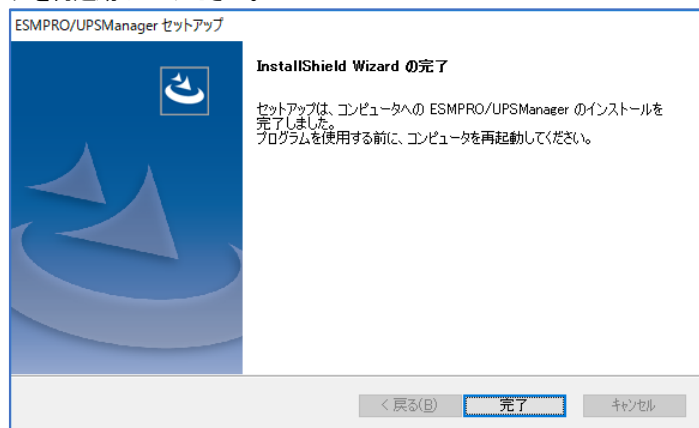 ESMPRO/UPSManager セットアップ
InstallShield Wizard の完了
セットアップは、コンピュータへの ESMPRO/UPSManager のインストールを
完了しました。
プログラムを使用する前に、コンピュータを再起動してください。
< 戻る(B)
完了
キャンセル